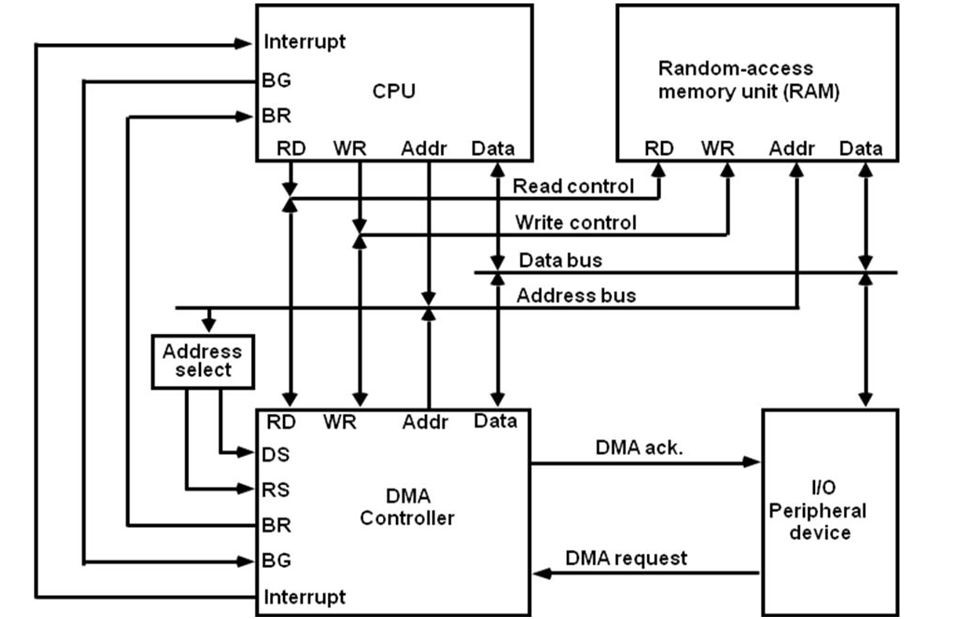 Interrupt
BG
BR
CPU
RD WR Addr Data
Random-access
memory unit (RAM)
RD WR Addr Data
Read control
Write control
Data bus
Address bus
Address
select
RD WR Addr Data
DS
RS
BR
BG
Interrupt
DMA
Controller
DMA ack.
DMA request
I/O
Peripheral
device